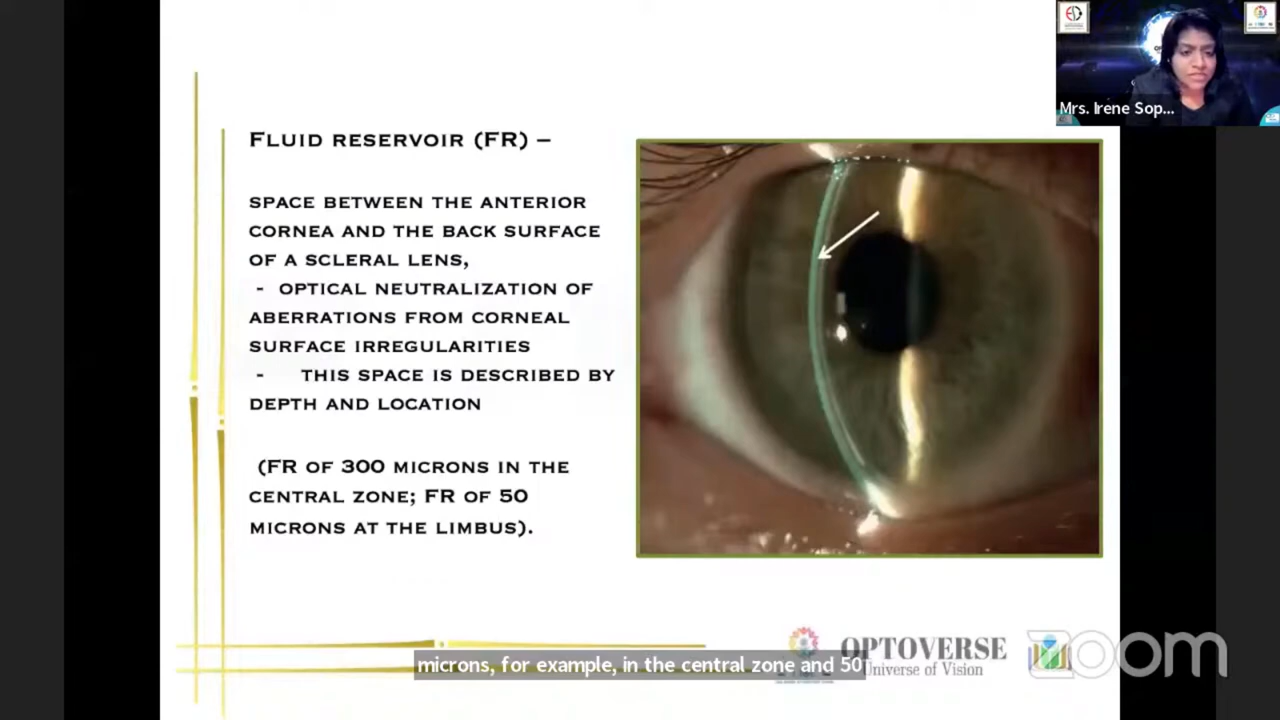 Mrs. Irene Sop...
FLUID RESERVOIR (FR) –
SPACE BETWEEN THE ANTERIOR
CORNEA AND THE BACK SURFACE
OF A SCLERAL LENS,
- OPTICAL NEUTRALIZATION OF
ABERRATIONS FROM CORNEAL
SURFACE IRREGULARITIES
- THIS SPACE IS DESCRIBED BY
DEPTH AND LOCATION
(FR OF 300 MICRONS IN THE
CENTRAL ZONE; FR OF 50
MICRONS AT THE LIMBUS).
OPTOVERSE
Universe of Vision
zoom
microns, for example, in the central zone and 50